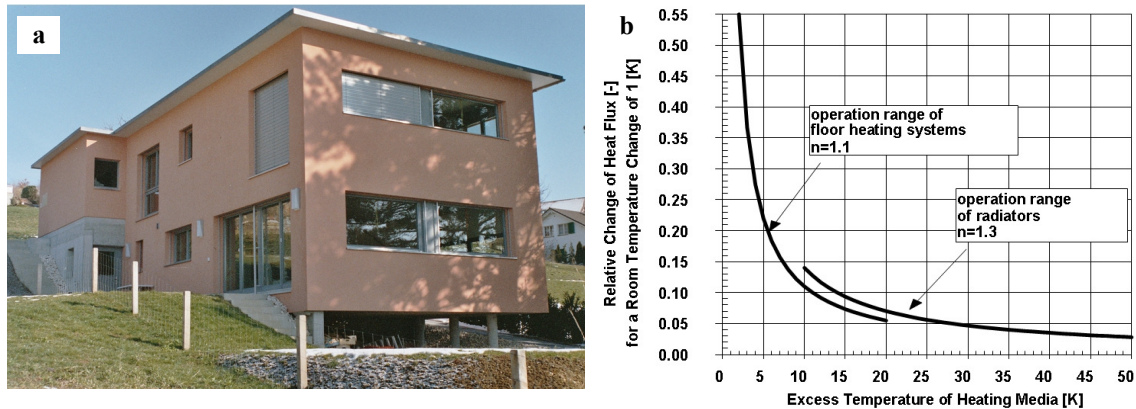 a
b
Relative Change of Heat Flux [-]
for a Room Temperature Change of 1 [K]
0.55
0.50
0.45
0.40
0.35
0.30
0.25
0.20
0.15
0.10
0.05
0.00
operation range of
floor heating systems
n=1.1
operation range
of radiators
n=1.3
0 5 10 15 20 25 30 35 40 45 50
Excess Temperature of Heating Media [K]